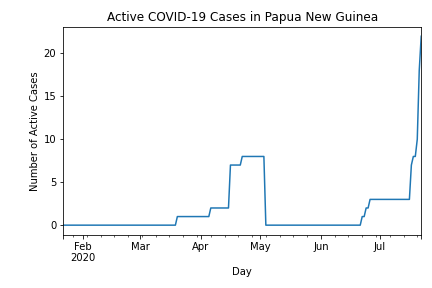 Active COVID-19 Cases in Papua New Guinea
Number of Active Cases
20
15
10
5
0
Feb Mar Apr May Jun Jul
2020
Day